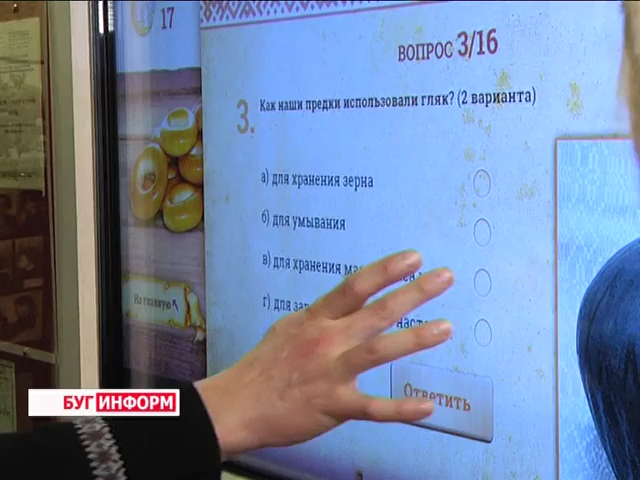 17
ВОПРОС 3/16
3. Как наши предки использовали гляк? (2 варианта)
а) для хранения зерна
б) для умывания
в) для хранения
г) для
На главную
Ответить
БУГ ИНФОРМ